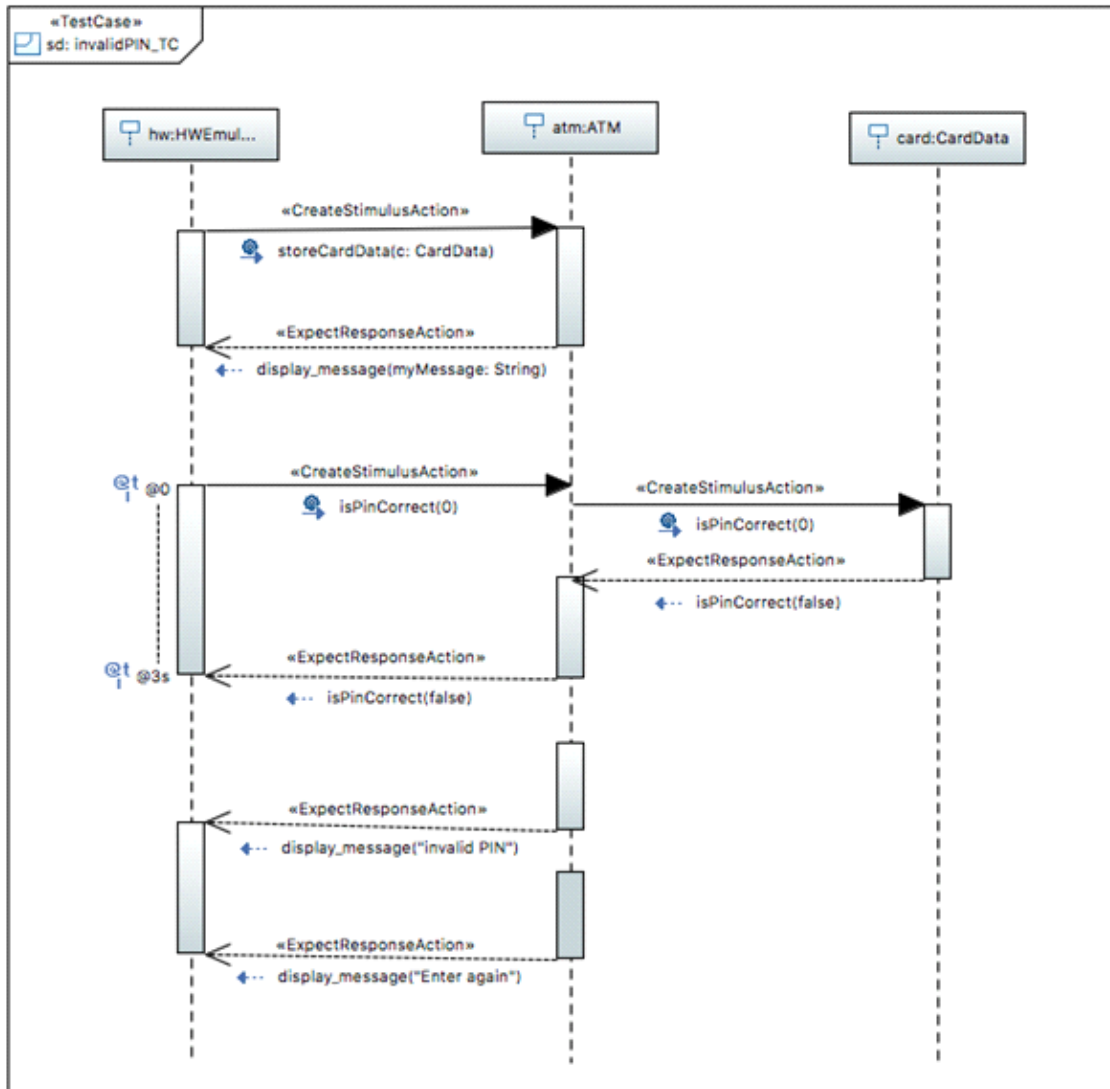 «TestCase»
sd: invalidPIN_TC
hw:HWEmul...
atm:ATM
card:CardData
«CreateStimulusAction»
storeCardData(c: CardData)
«ExpectResponseAction»
display_message(myMessage: String)
«CreateStimulusAction»
@t @0
isPinCorrect(0)
«CreateStimulusAction»
isPinCorrect(0)
«ExpectResponseAction»
isPinCorrect(false)
«ExpectResponseAction»
@t @3s
isPinCorrect(false)
«ExpectResponseAction»
display_message("invalid PIN")
«ExpectResponseAction»
display_message("Enter again")